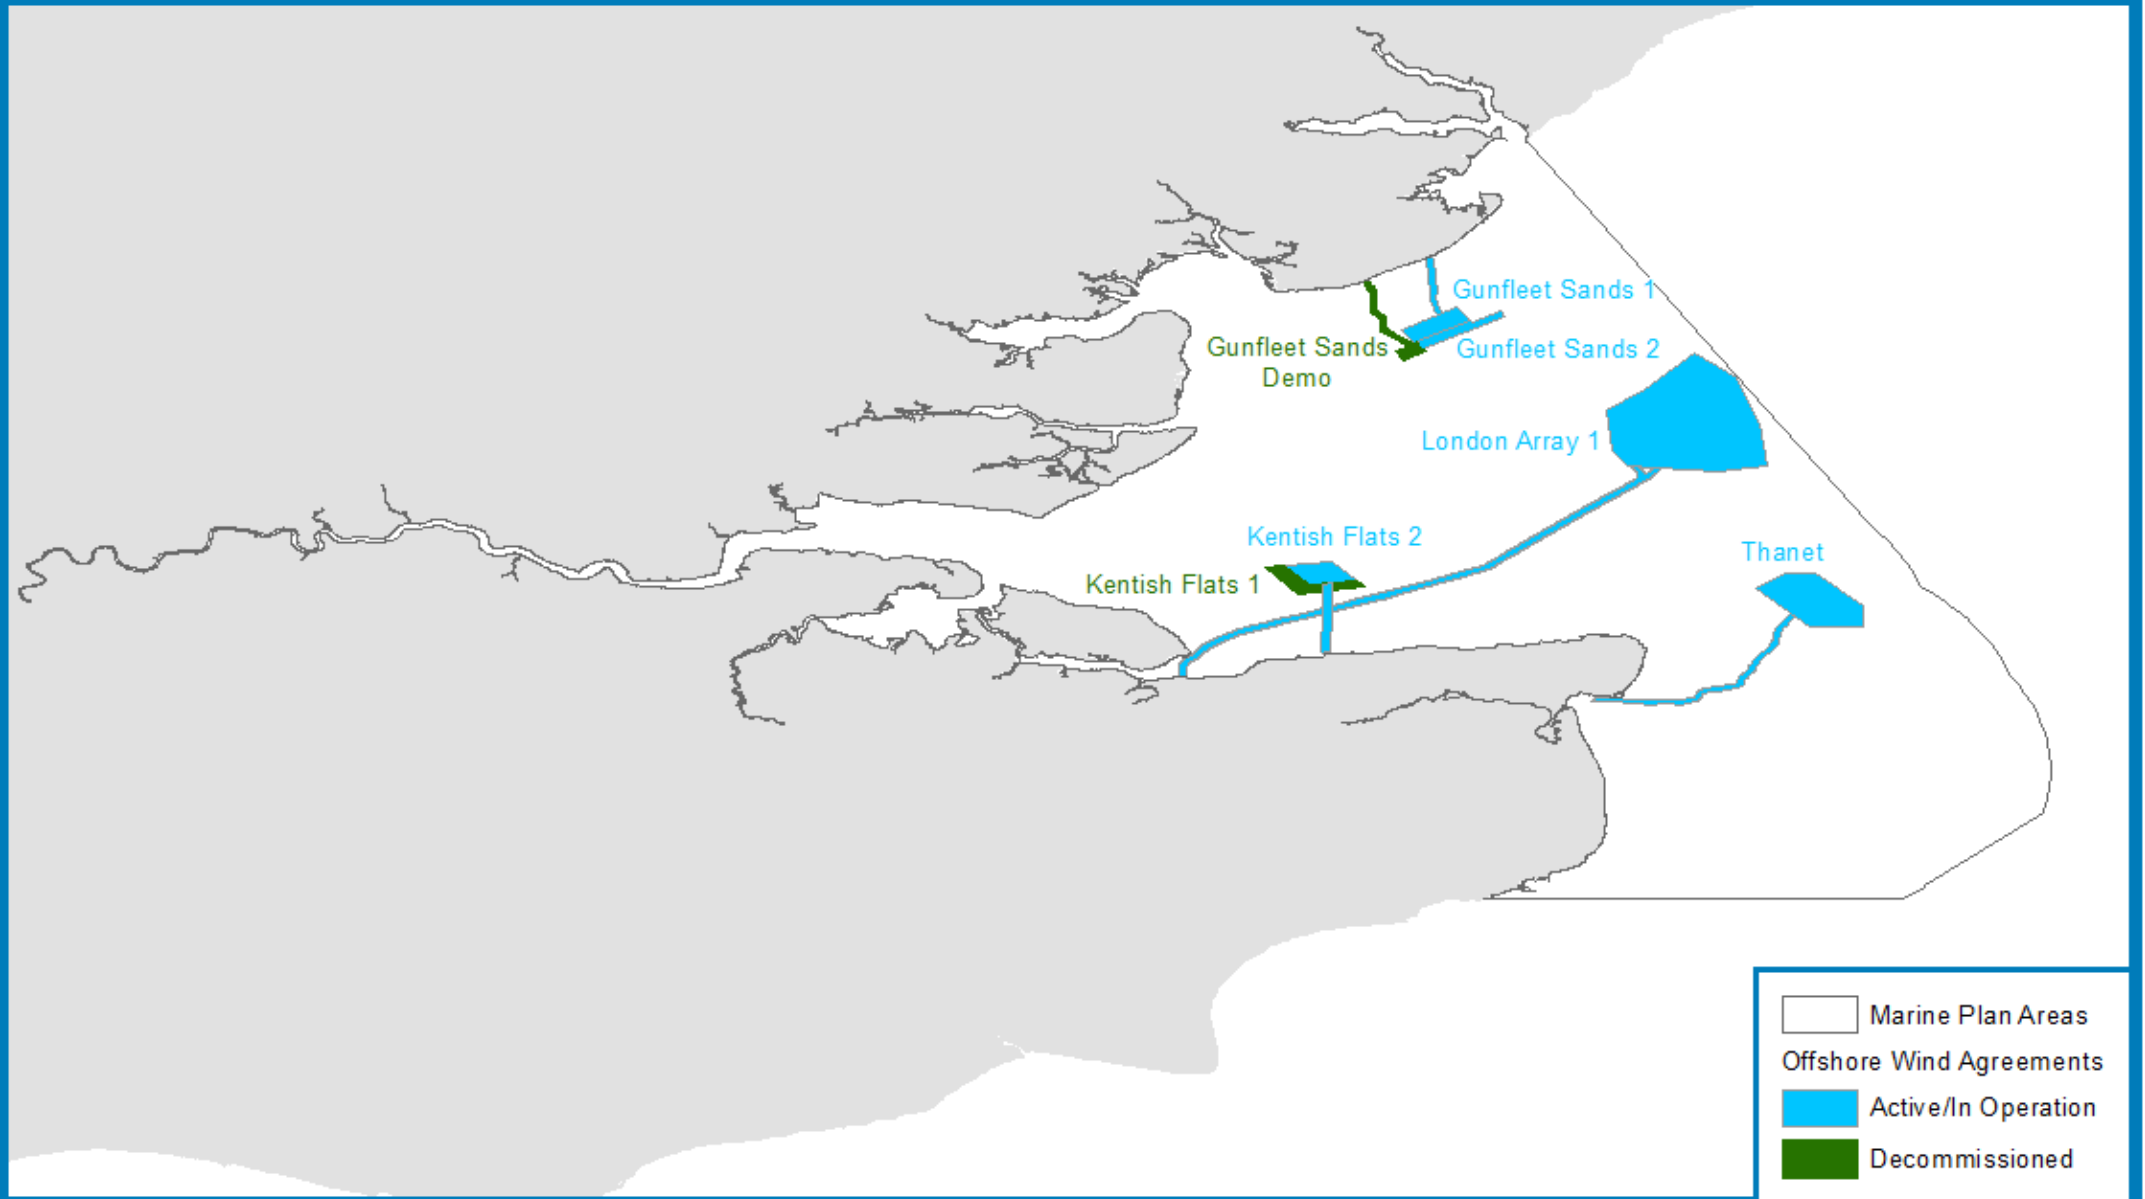 Gunfleet Sands 1
Gunfleet Sands
Demo
Gunfleet Sands 2
London Array 1
Kentish Flats 2
Kentish Flats 1
Thanet
Marine Plan Areas
Offshore Wind Agreements
Active/In Operation
Decommissioned